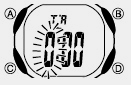 Ⓐ Ⓑ
0:00
Ⓒ Ⓓ